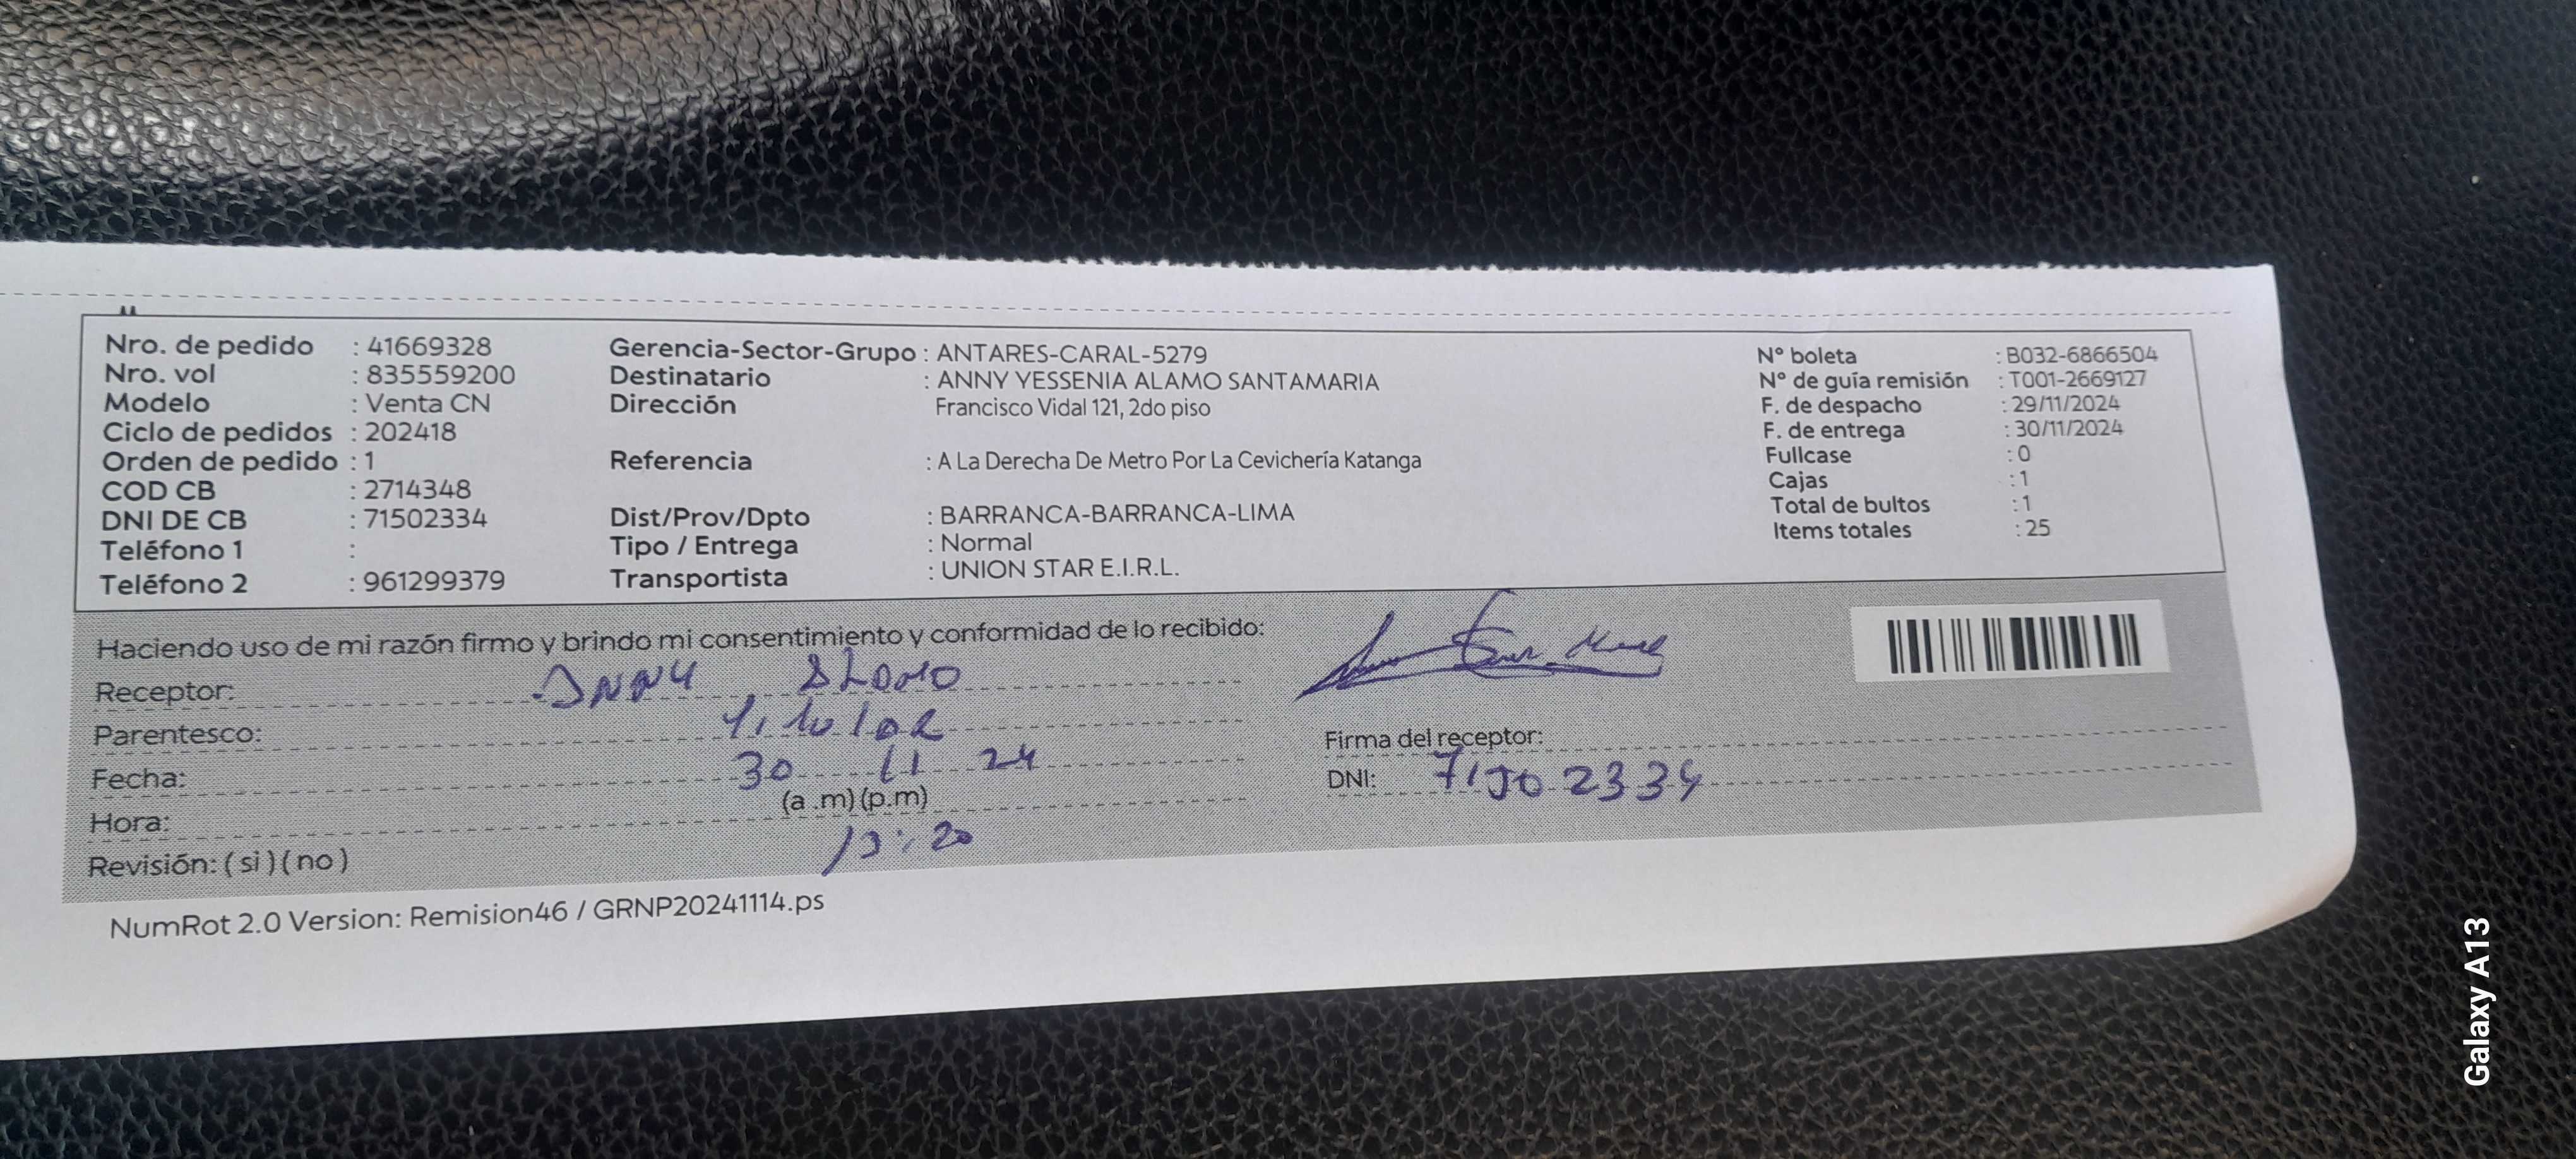 Nro. de pedido : 41669328
Nro. vol : 835559200
Modelo : Venta CN
Ciclo de pedidos : 202418
Orden de pedido : 1
COD CB : 2714348
DNI DE CB : 71502334
Teléfono 1 :
Teléfono 2 : 961299379
Gerencia-Sector-Grupo : ANTARES-CARAL-5279
Destinatario : ANNY YESSENIA ALAMO SANTAMARIA
Dirección Francisco Vidal 121, 2do piso
Referencia : A La Derecha De Metro Por La Cevichería Katanga
Dist/Prov/Dpto : BARRANCA-BARRANCA-LIMA
Tipo / Entrega : Normal
Transportista : UNION STAR E.I.R.L.
N° boleta : B032-6866504
N° de guía remisión : T001-2669127
F. de despacho : 29/11/2024
F. de entrega : 30/11/2024
Fullcase : 0
Cajas : 1
Total de bultos : 1
Items totales : 25
Haciendo uso de mi razón firmo y brindo mi consentimiento y conformidad de lo recibido:
Receptor: ANNY ALAMO
Parentesco: Titular
Fecha: 30 11 24
(a .m) (p.m)
Hora: 13:20
Revisión: ( si ) ( no )
Firma del receptor:
DNI: 71502334
NumRot 2.0 Version: Remision46 / GRNP20241114.ps
Galaxy A13